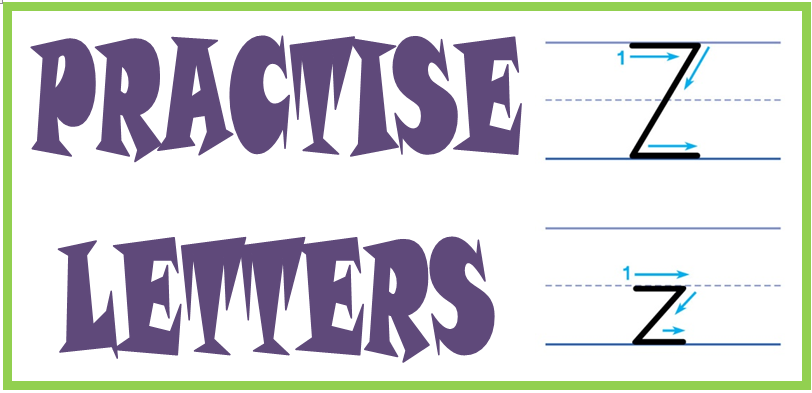 PRACTISE
1 Z
LETTERS
1 z